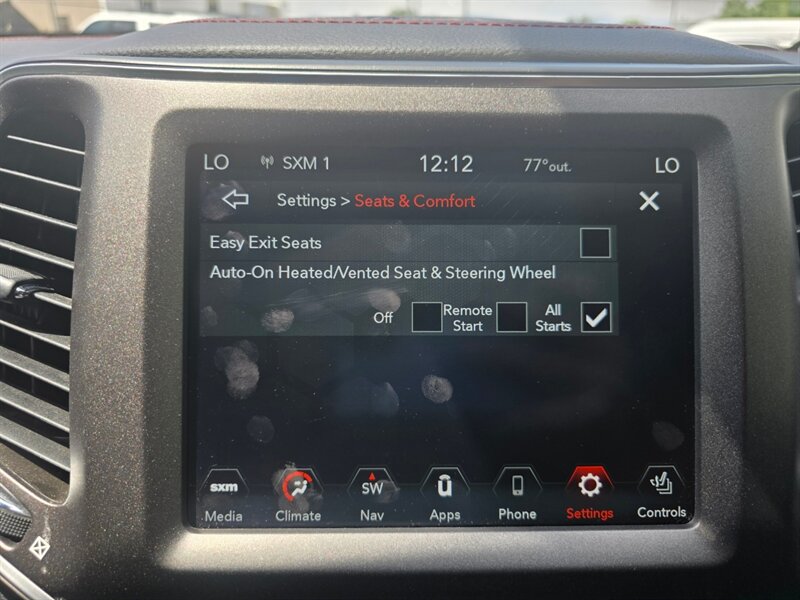 LO SXM 1 12:12 77°out. LO
Settings > Seats & Comfort
Easy Exit Seats
Auto-On Heated/Vented Seat & Steering Wheel
Off Remote Start All Starts
sxm SW u
Media Climate Nav Apps Phone Settings Controls